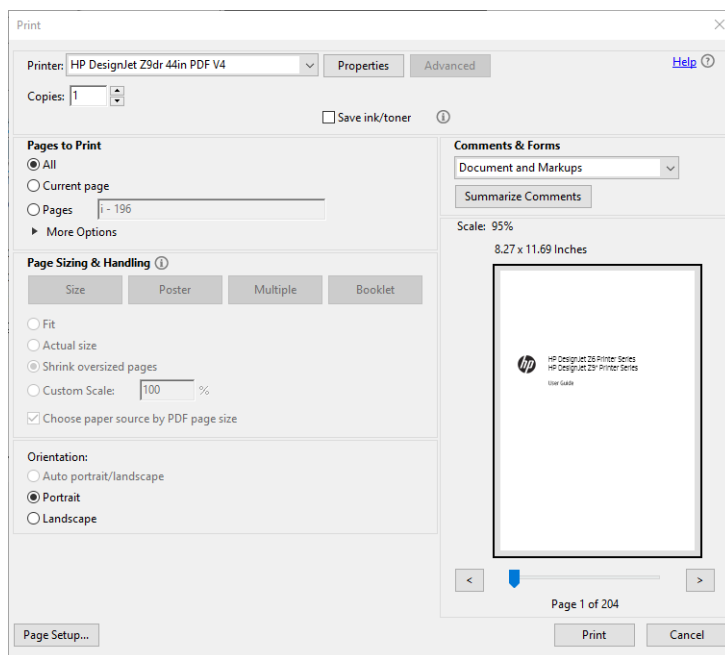 Print
Printer: HP DesignJet Z9dr 44in PDF V4 Properties Advanced Help
Copies: 1
Save ink/toner
Pages to Print
All
Current page
Pages i - 196
More Options
Page Sizing & Handling
Size Poster Multiple Booklet
Fit
Actual size
Shrink oversized pages
Custom Scale: 100 %
Choose paper source by PDF page size
Orientation:
Auto portrait/landscape
Portrait
Landscape
Comments & Forms
Document and Markups
Summarize Comments
Scale: 95%
8.27 x 11.69 Inches
hp
HP DesignJet Z6 Printer Series
HP DesignJet Z9⁺ Printer Series
User Guide
< >
Page 1 of 204
Page Setup... Print Cancel